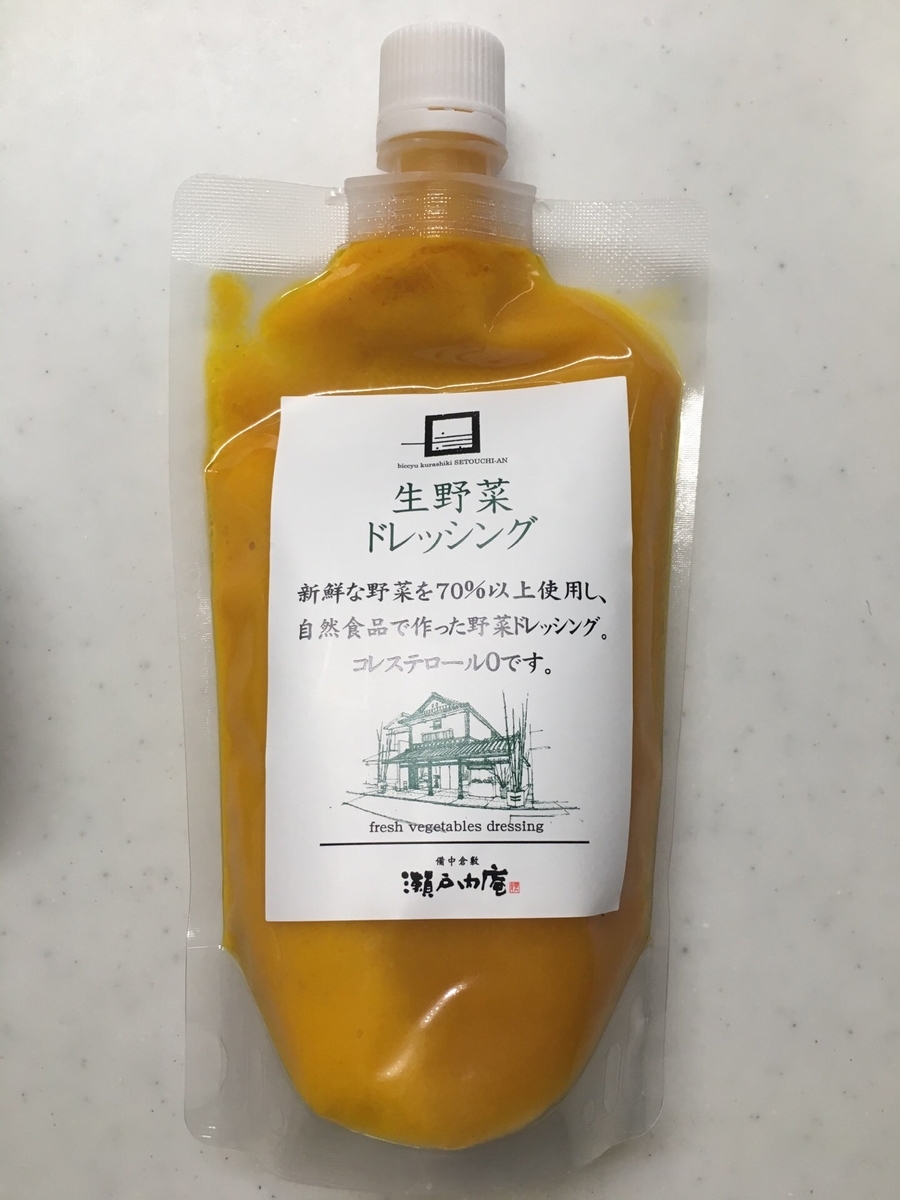 biccyu kurashiki SETOUCHI-AN
生野菜
ドレッシング
新鮮な野菜を70%以上使用し、
自然食品で作った野菜ドレッシング。
コレステロール0です。
fresh vegetables dressing
備中倉敷
瀬戸内庵